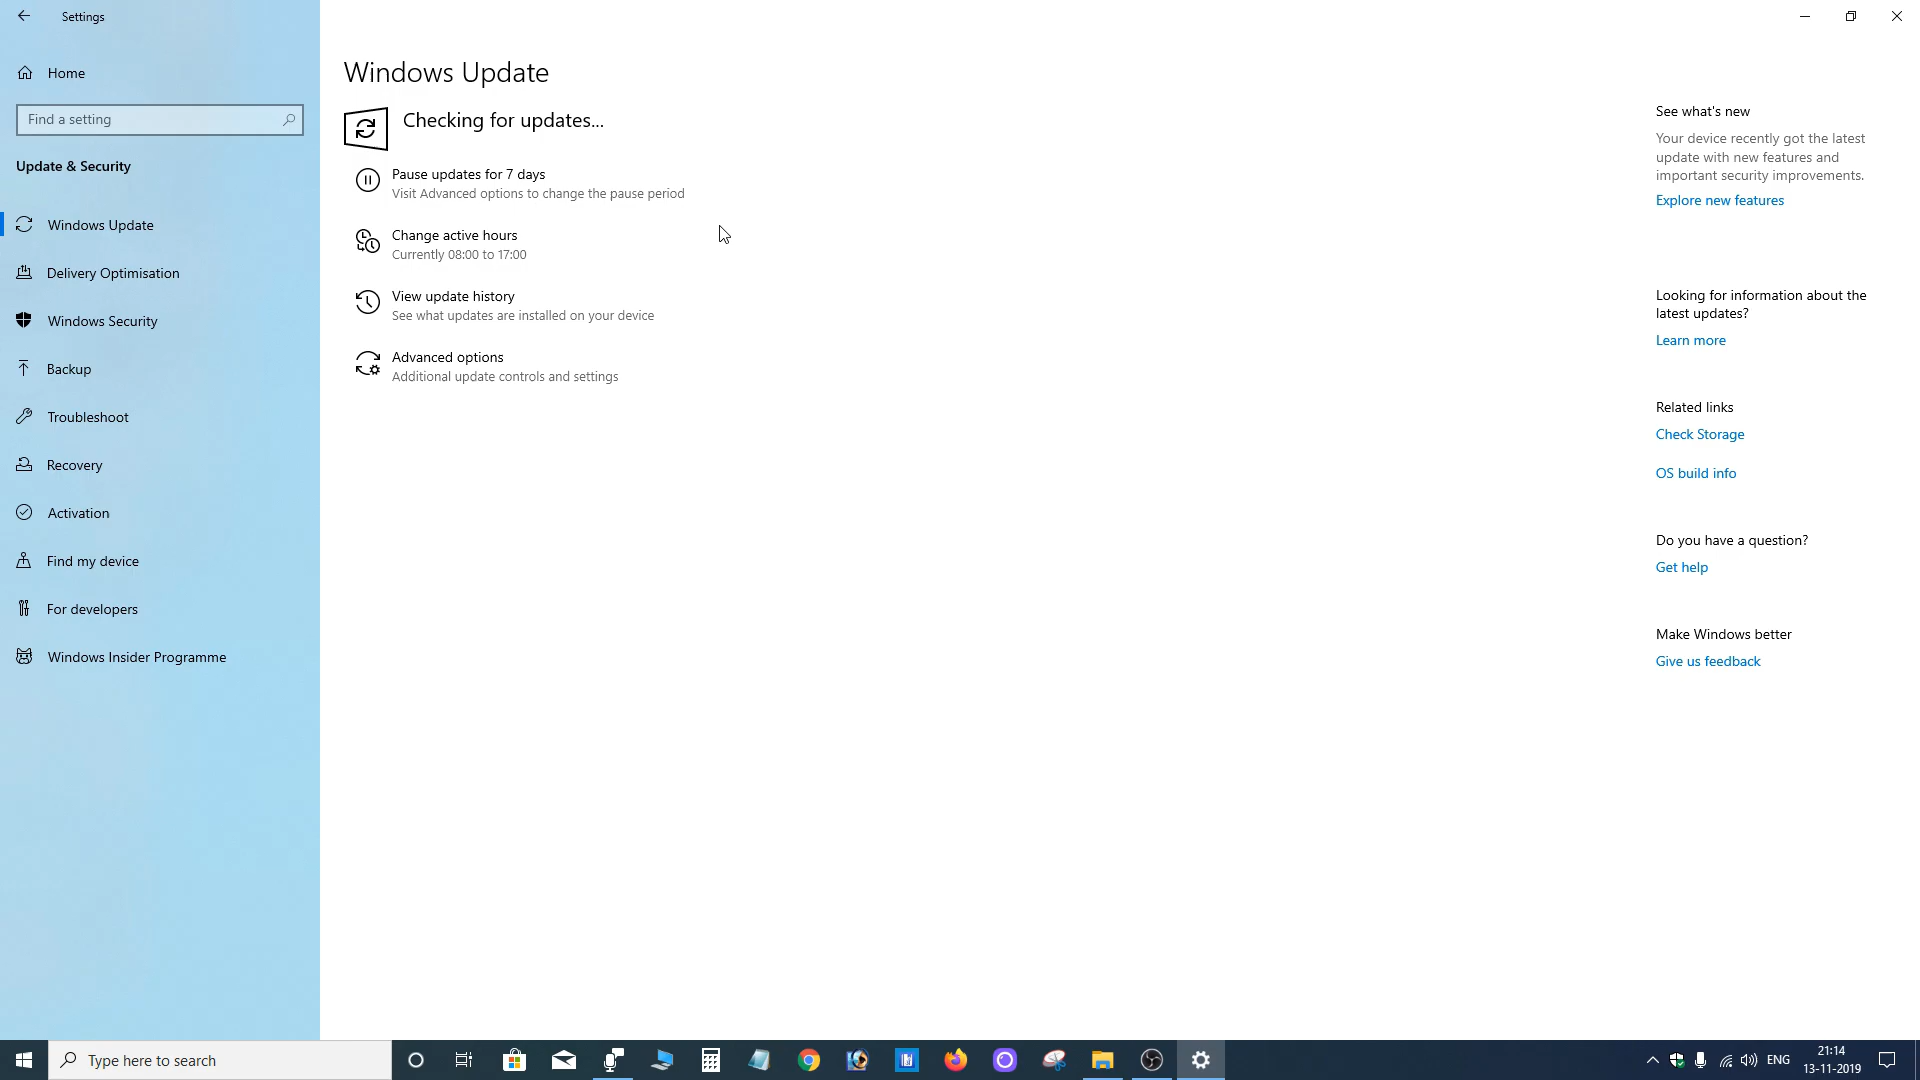 Settings
Home
Find a setting
Update & Security
Windows Update
Delivery Optimisation
Windows Security
Backup
Troubleshoot
Recovery
Activation
Find my device
For developers
Windows Insider Programme
Windows Update
Checking for updates...
Pause updates for 7 days
Visit Advanced options to change the pause period
Change active hours
Currently 08:00 to 17:00
View update history
See what updates are installed on your device
Advanced options
Additional update controls and settings
See what's new
Your device recently got the latest
update with new features and
important security improvements.
Explore new features
Looking for information about the
latest updates?
Learn more
Related links
Check Storage
OS build info
Do you have a question?
Get help
Make Windows better
Give us feedback
Type here to search
ENG
21:14
13-11-2019